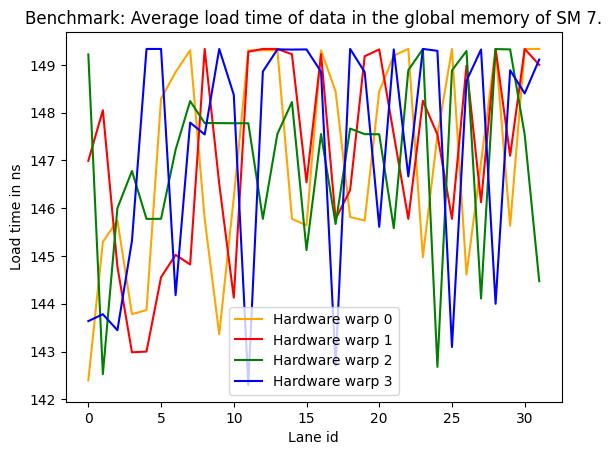 Benchmark: Average load time of data in the global memory of SM 7.
Load time in ns
149
148
147
146
145
144
143
142
Hardware warp 0
Hardware warp 1
Hardware warp 2
Hardware warp 3
0 5 10 15 20 25 30
Lane id